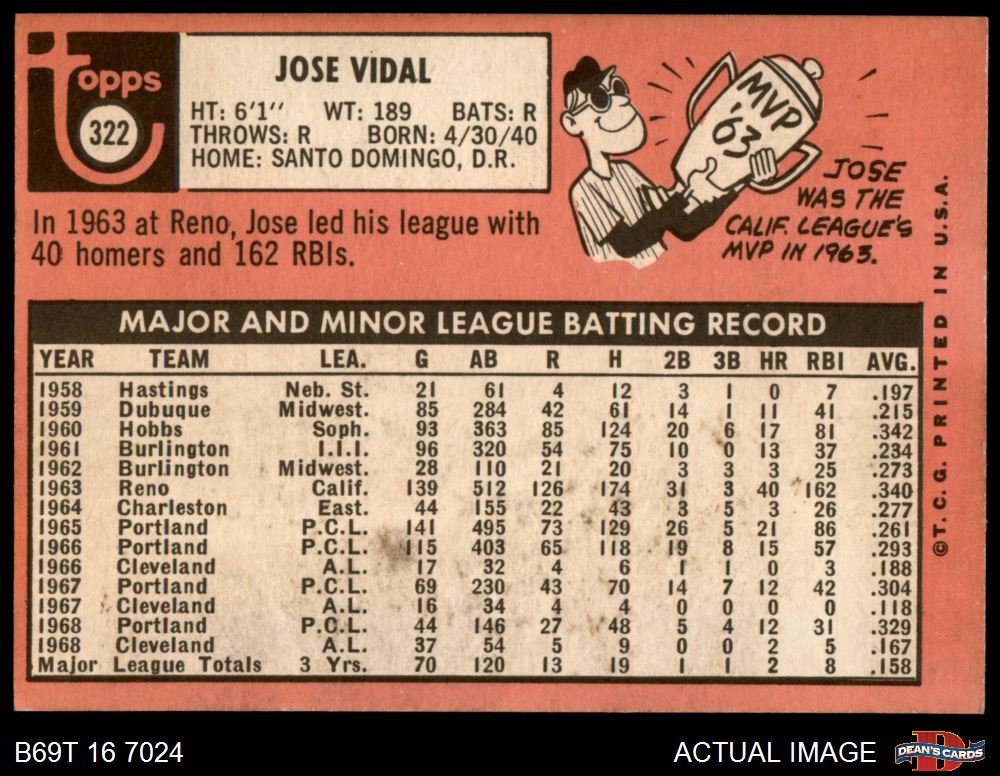 Topps
322
JOSE VIDAL
HT: 6'1" WT: 189 BATS: R
THROWS: R BORN: 4/30/40
HOME: SANTO DOMINGO, D.R.
In 1963 at Reno, Jose led his league with
40 homers and 162 RBIs.
MVP
'63
JOSE
WAS THE
CALIF. LEAGUE'S
MVP IN 1963.
MAJOR AND MINOR LEAGUE BATTING RECORD
YEAR TEAM LEA. G AB R H 2B 3B HR RBI AVG.
1958 Hastings Neb. St. 21 61 4 12 3 1 0 7 .197
1959 Dubuque Midwest. 85 284 42 61 14 1 11 41 .215
1960 Hobbs Soph. 93 363 85 124 20 6 17 81 .342
1961 Burlington I.I.I. 96 320 54 75 10 0 13 37 .234
1962 Burlington Midwest. 28 110 21 20 3 3 3 25 .273
1963 Reno Calif. 139 512 126 174 31 3 40 162 .340
1964 Charleston East. 44 155 22 43 3 5 3 26 .277
1965 Portland P.C.L. 141 495 73 129 26 5 21 86 .261
1966 Portland P.C.L. 115 403 65 118 19 8 15 57 .293
1966 Cleveland A.L. 17 32 4 6 1 1 0 3 .188
1967 Portland P.C.L. 69 230 43 70 14 7 12 42 .304
1967 Cleveland A.L. 16 34 4 4 0 0 0 0 .118
1968 Portland P.C.L. 44 146 27 48 5 4 12 31 .329
1968 Cleveland A.L. 37 54 5 9 0 0 2 5 .167
Major League Totals 3 Yrs. 70 120 13 19 1 1 2 8 .158
©T.C.G. PRINTED IN U.S.A.
B69T 16 7024
ACTUAL IMAGE
D
DEAN'S CARDS